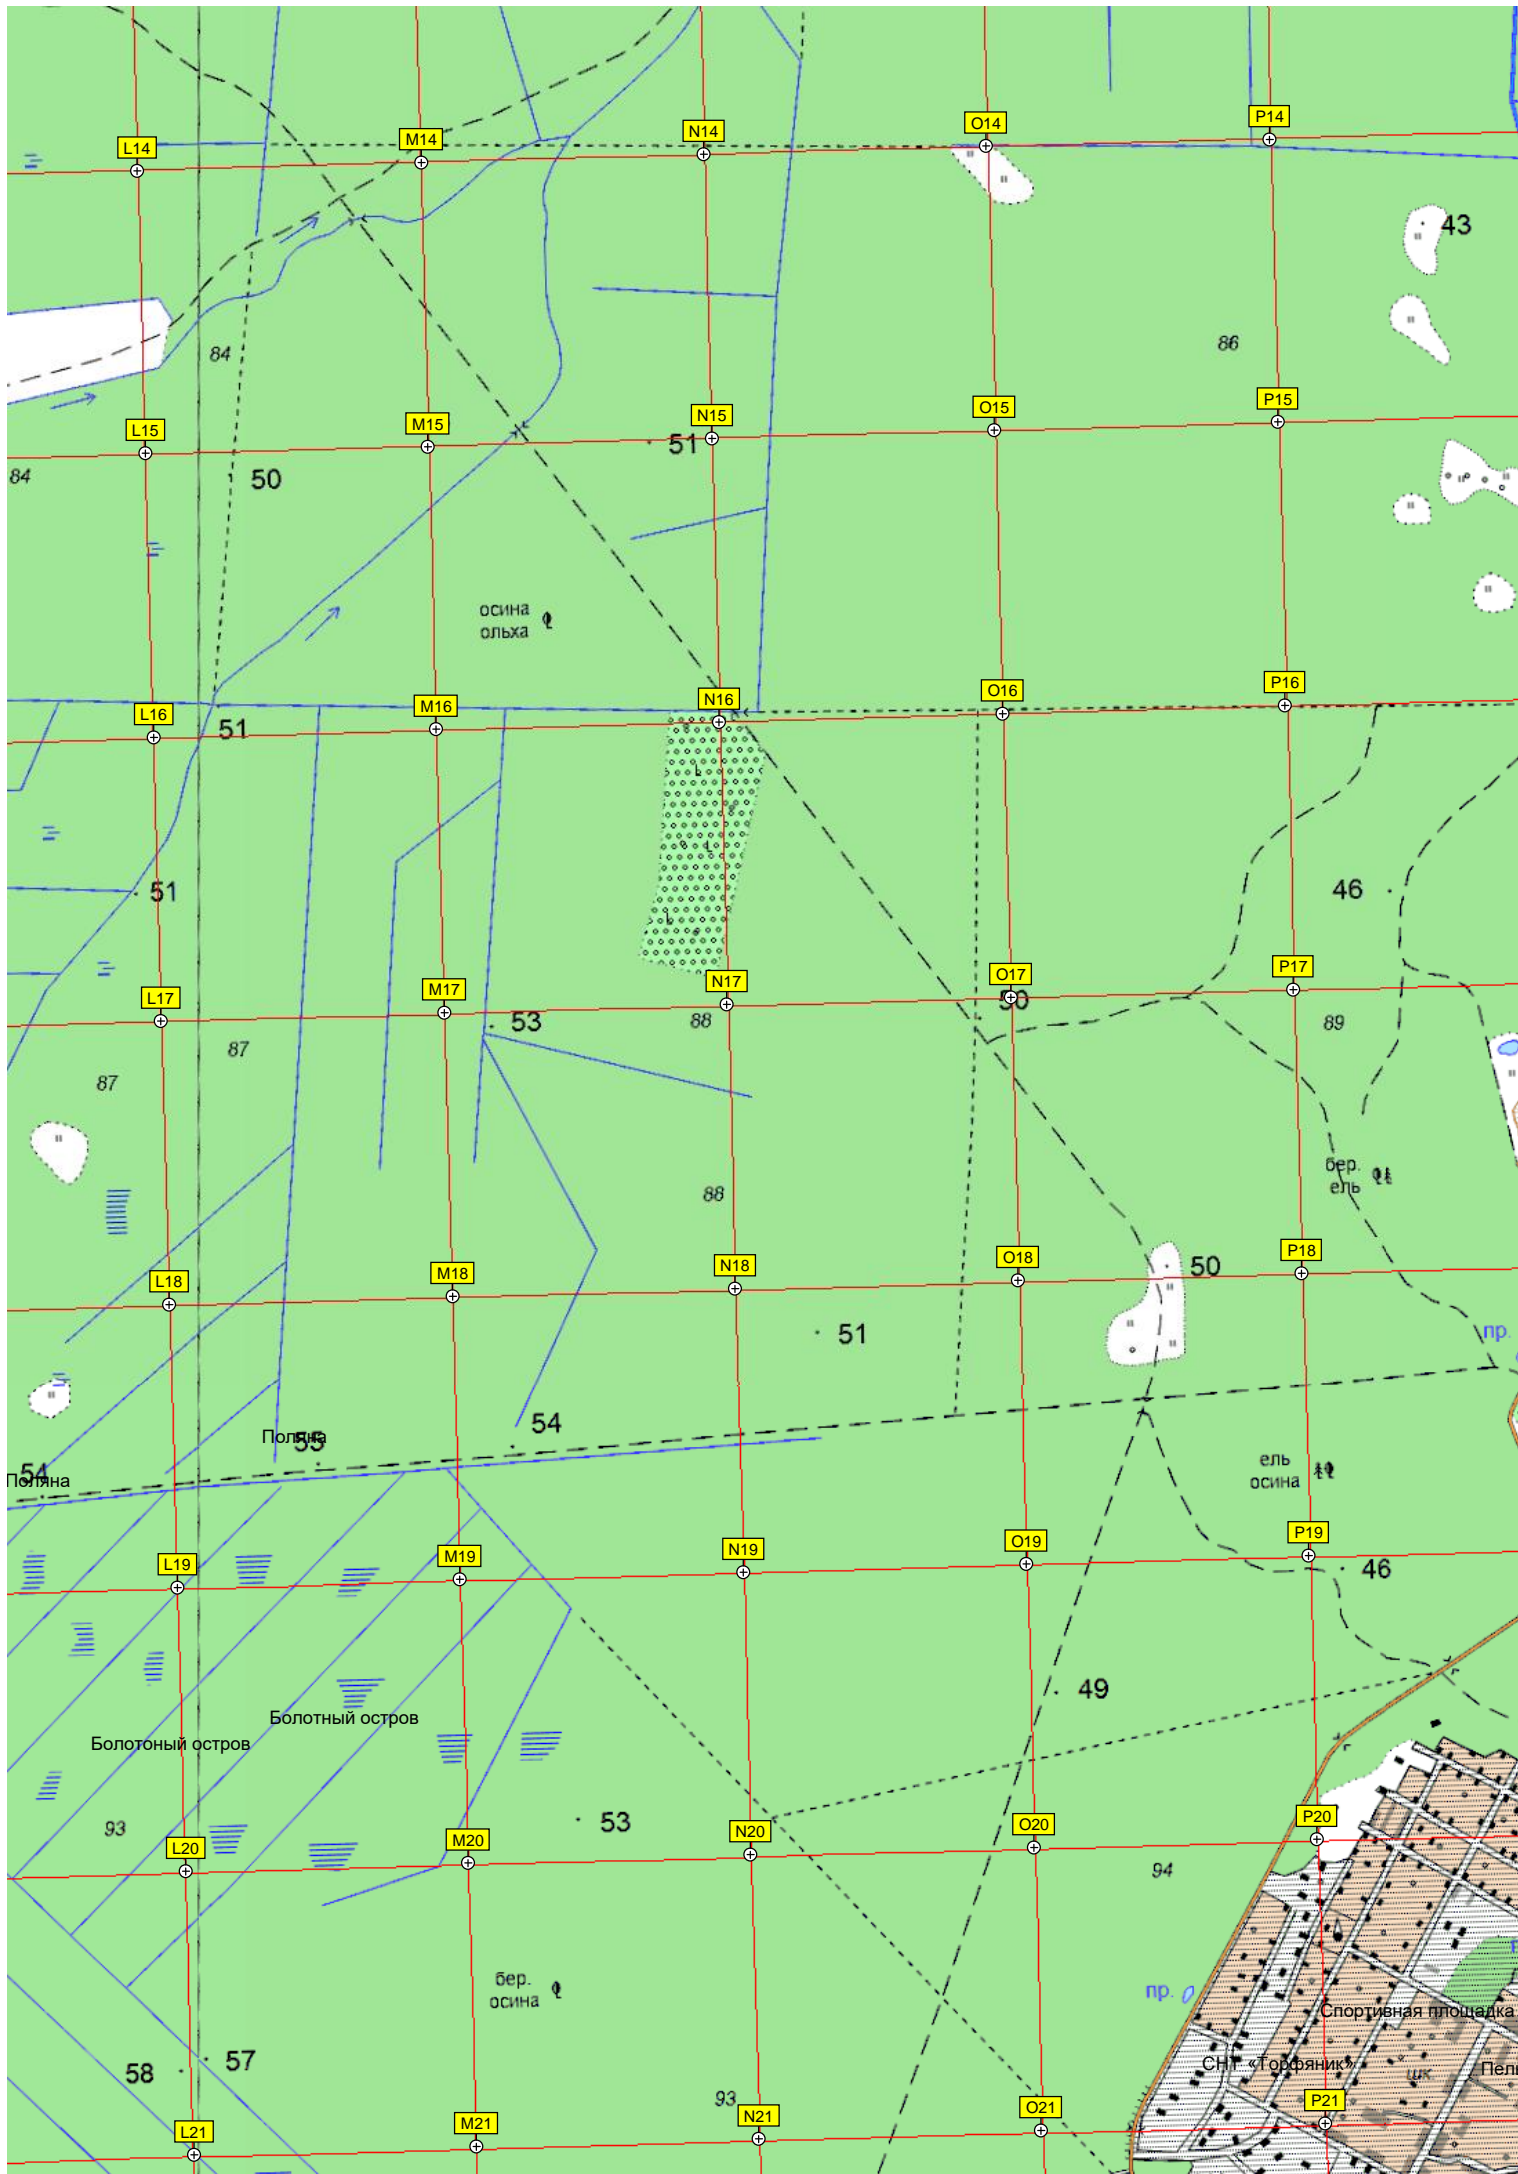 L14
M14
N14
O14
P14
43
84
86
L15
M15
N15
O15
P15
51
84
50
осина
ольха
L16
M16
N16
O16
P16
51
51
46
L17
M17
N17
O17
P17
50
53
88
89
87
87
бер.
ель
88
L18
M18
N18
O18
P18
50
51
пр.
54
Поляна
55
54
Поляна
ель
осина
L19
M19
N19
O19
P19
46
49
Болотный остров
Болотоный остров
93
53
L20
M20
N20
O20
P20
94
бер.
осина
пр.
Спортивная площадка
СНТ «Торфяник»
шк.
58
57
93
L21
M21
N21
O21
P21